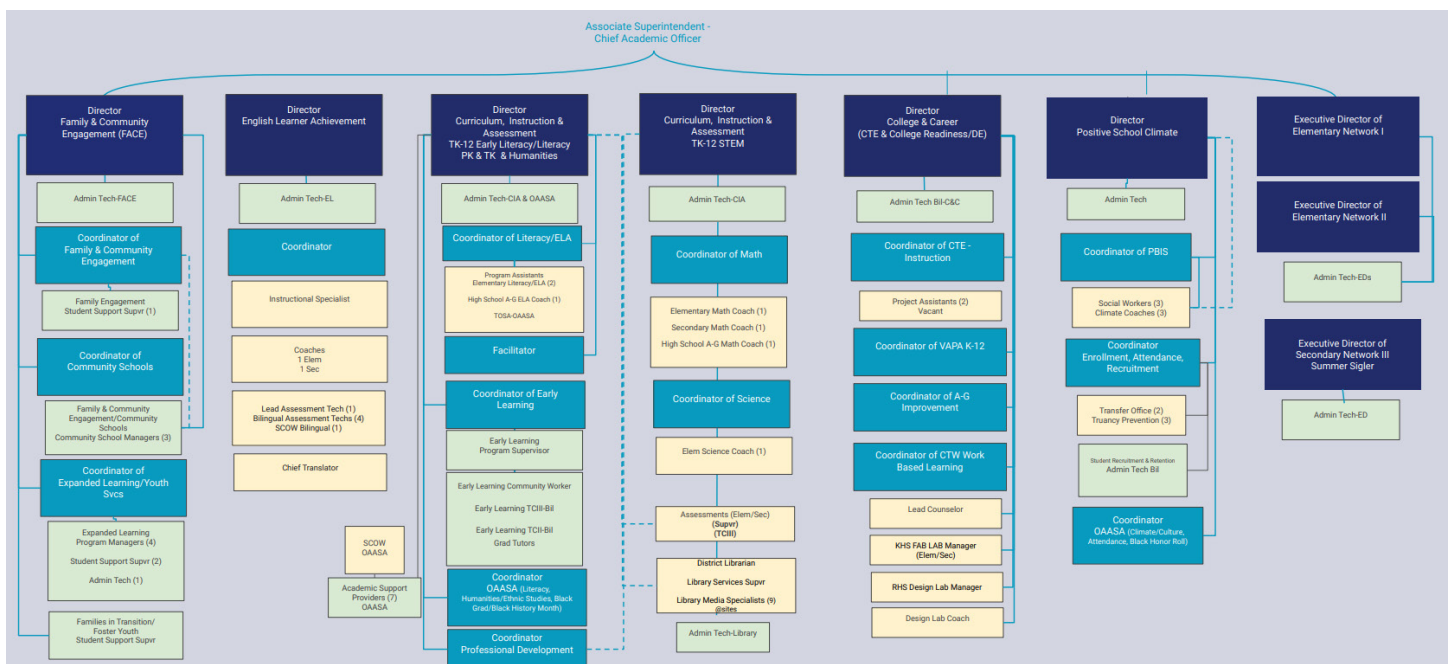 Associate Superintendent -
Chief Academic Officer
Director
Family & Community
Engagement (FACE)
Admin Tech-FACE
Coordinator of
Family & Community
Engagement
Family Engagement
Student Support Supvr (1)
Coordinator of
Community Schools
Family & Community
Engagement/Community
Schools
Community School Managers (3)
Coordinator of
Expanded Learning/Youth
Svcs
Expanded Learning
Program Managers (4)
Student Support Supvr (2)
Admin Tech (1)
Families in Transition/
Foster Youth
Student Support Supvr
Director
English Learner Achievement
Admin Tech-EL
Coordinator
Instructional Specialist
Coaches
1 Elem
1 Sec
Lead Assessment Tech (1)
Bilingual Assessment Techs (4)
SCOW Bilingual (1)
Chief Translator
SCOW
OAASA
Academic Support
Providers (7)
OAASA
Director
Curriculum, Instruction &
Assessment
TK-12 Early Literacy/Literacy
PK & TK & Humanities
Admin Tech-CIA & OAASA
Coordinator of Literacy/ELA
Program Assistants
Elementary Literacy/ELA (2)
High School A-G ELA Coach (1)
TOSA-OAASA
Facilitator
Coordinator of Early
Learning
Early Learning
Program Supervisor
Early Learning Community Worker
Early Learning TCIII-Bil
Early Learning TCII-Bil
Grad Tutors
Coordinator
OAASA (Literacy,
Humanities/Ethnic Studies, Black
Grad/Black History Month)
Coordinator
Professional Development
Director
Curriculum, Instruction &
Assessment
TK-12 STEM
Admin Tech-CIA
Coordinator of Math
Elementary Math Coach (1)
Secondary Math Coach (1)
High School A-G Math Coach (1)
Coordinator of Science
Elem Science Coach (1)
Assessments (Elem/Sec)
(Supvr)
(TCIII)
District Librarian
Library Services Supvr
Library Media Specialists (9)
@sites
Admin Tech-Library
Director
College & Career
(CTE & College Readiness/DE)
Admin Tech Bil-C&C
Coordinator of CTE -
Instruction
Project Assistants (2)
Vacant
Coordinator of VAPA K-12
Coordinator of A-G
Improvement
Coordinator of CTW Work
Based Learning
Lead Counselor
KHS FAB LAB Manager
(Elem/Sec)
RHS Design Lab Manager
Design Lab Coach
Director
Positive School Climate
Admin Tech
Coordinator of PBIS
Social Workers (3)
Climate Coaches (3)
Coordinator
Enrollment, Attendance,
Recruitment
Transfer Office (2)
Truancy Prevention (3)
Student Recruitment & Retention
Admin Tech Bil
Coordinator
OAASA (Climate/Culture,
Attendance, Black Honor Roll)
Executive Director of
Elementary Network I
Executive Director of
Elementary Network II
Admin Tech-EDs
Executive Director of
Secondary Network III
Summer Sigler
Admin Tech-ED